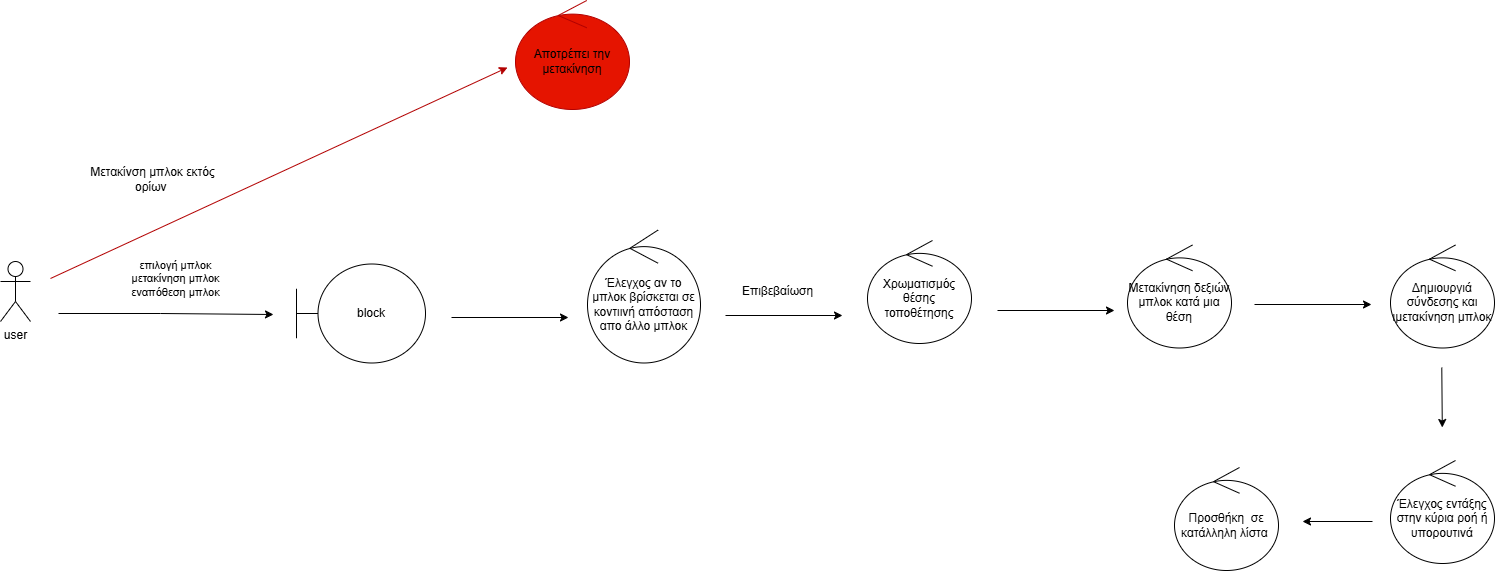 Αποτρέπει την
μετακίνηση
Μετακίνση μπλοκ εκτός
ορίων
επιλογή μπλοκ
μετακίνηση μπλοκ
εναπόθεση μπλοκ
user
block
Έλεγχος αν το
μπλοκ βρίσκεται σε
κοντιινή απόσταση
απο άλλο μπλοκ
Επιβεβαίωση
Χρωματισμός
θέσης
τοποθέτησης
Μετακίνηση δεξιών
μπλοκ κατά μια
θέση
Δημιουργιά
σύνδεσης και
μετακίνηση μπλοκ
Έλεγχος εντάξης
στην κύρια ροή ή
υπορουτινά
Προσθήκη σε
κατάλληλη λίστα